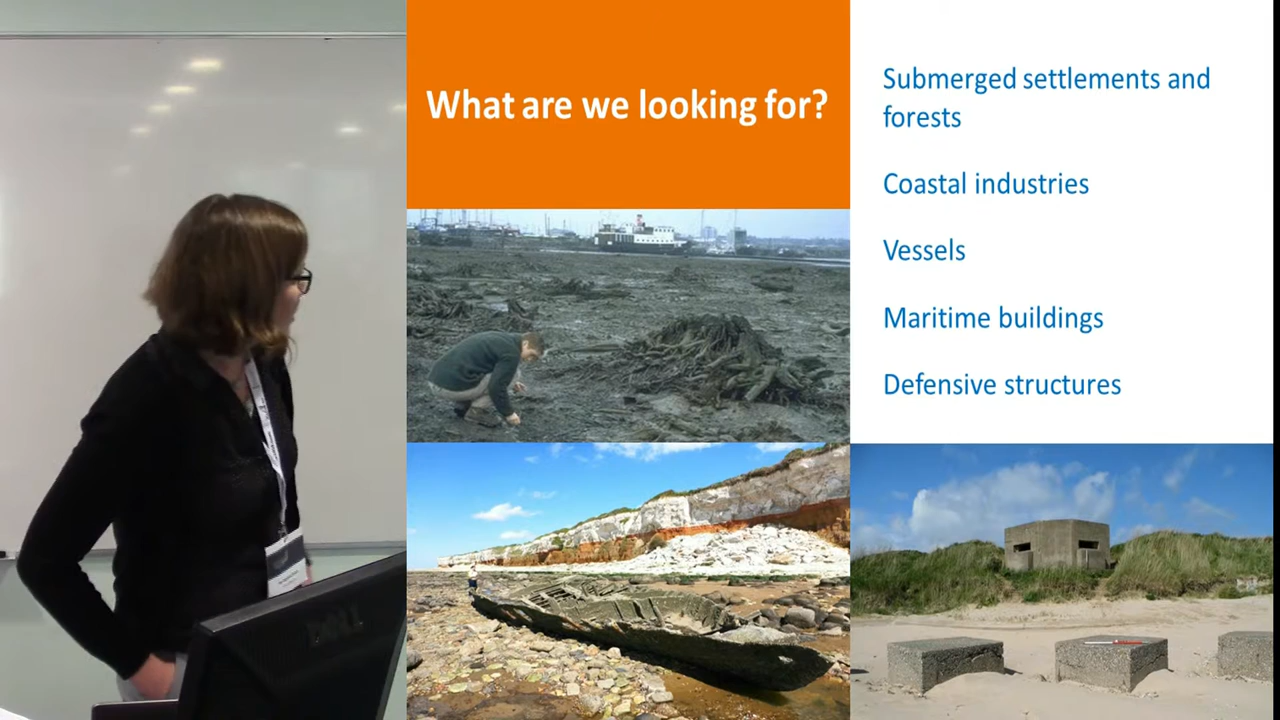 What are we looking for?
Submerged settlements and
forests
Coastal industries
Vessels
Maritime buildings
Defensive structures
DELL